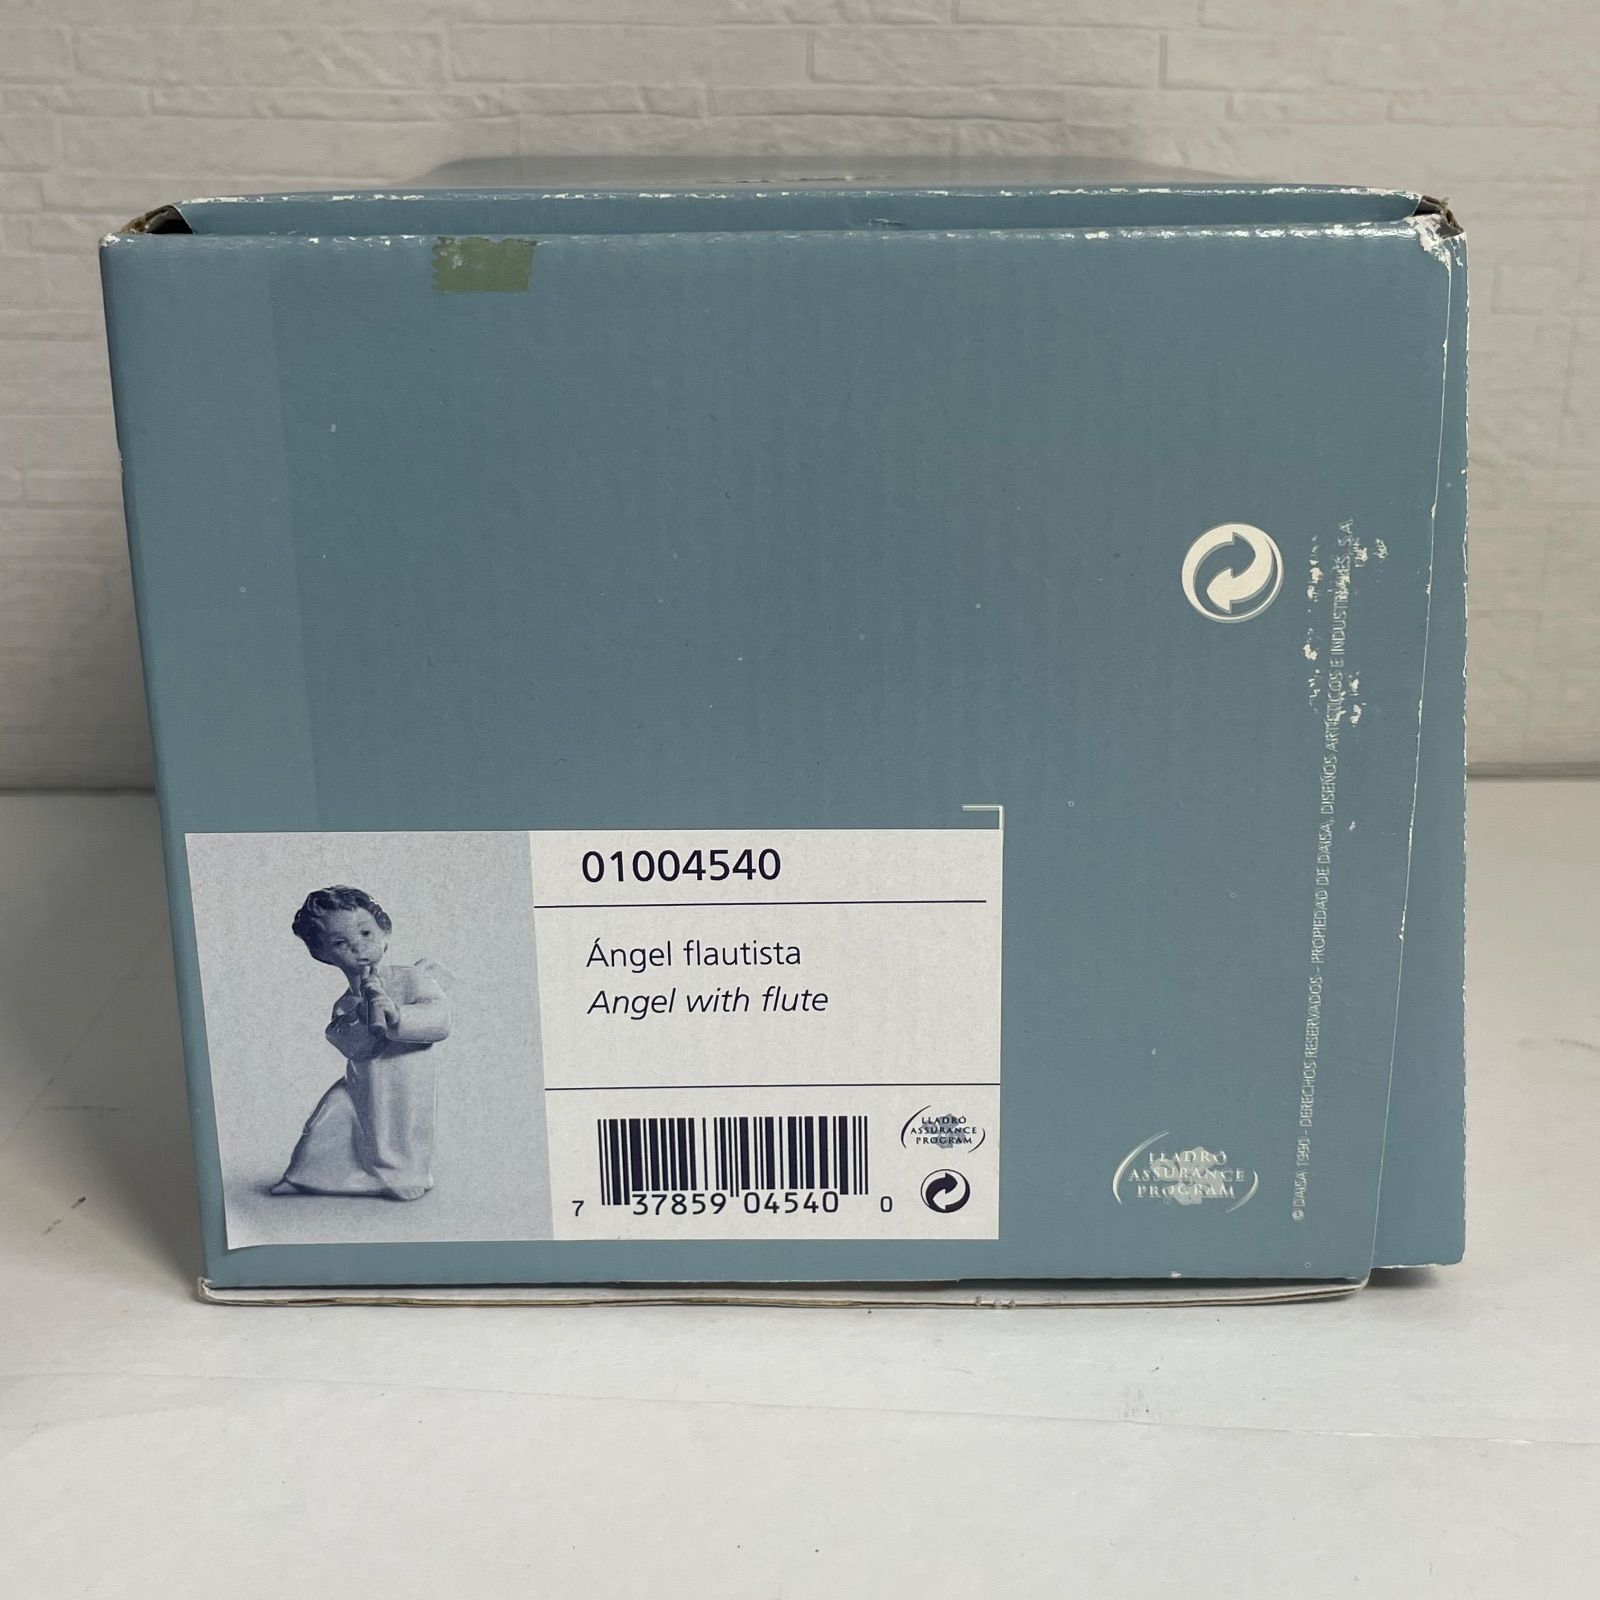 01004540
Ángel flautista
Angel with flute
LLADRÓ
ASSURANCE
PROGRAM
7 37859 04540 0
LLADRÓ
ASSURANCE
PROGRAM
© DAISA 1990 - DERECHOS RESERVADOS - PROPIEDAD DE DAISA, DISEÑOS ARTÍSTICOS E INDUSTRIALES, S.A.